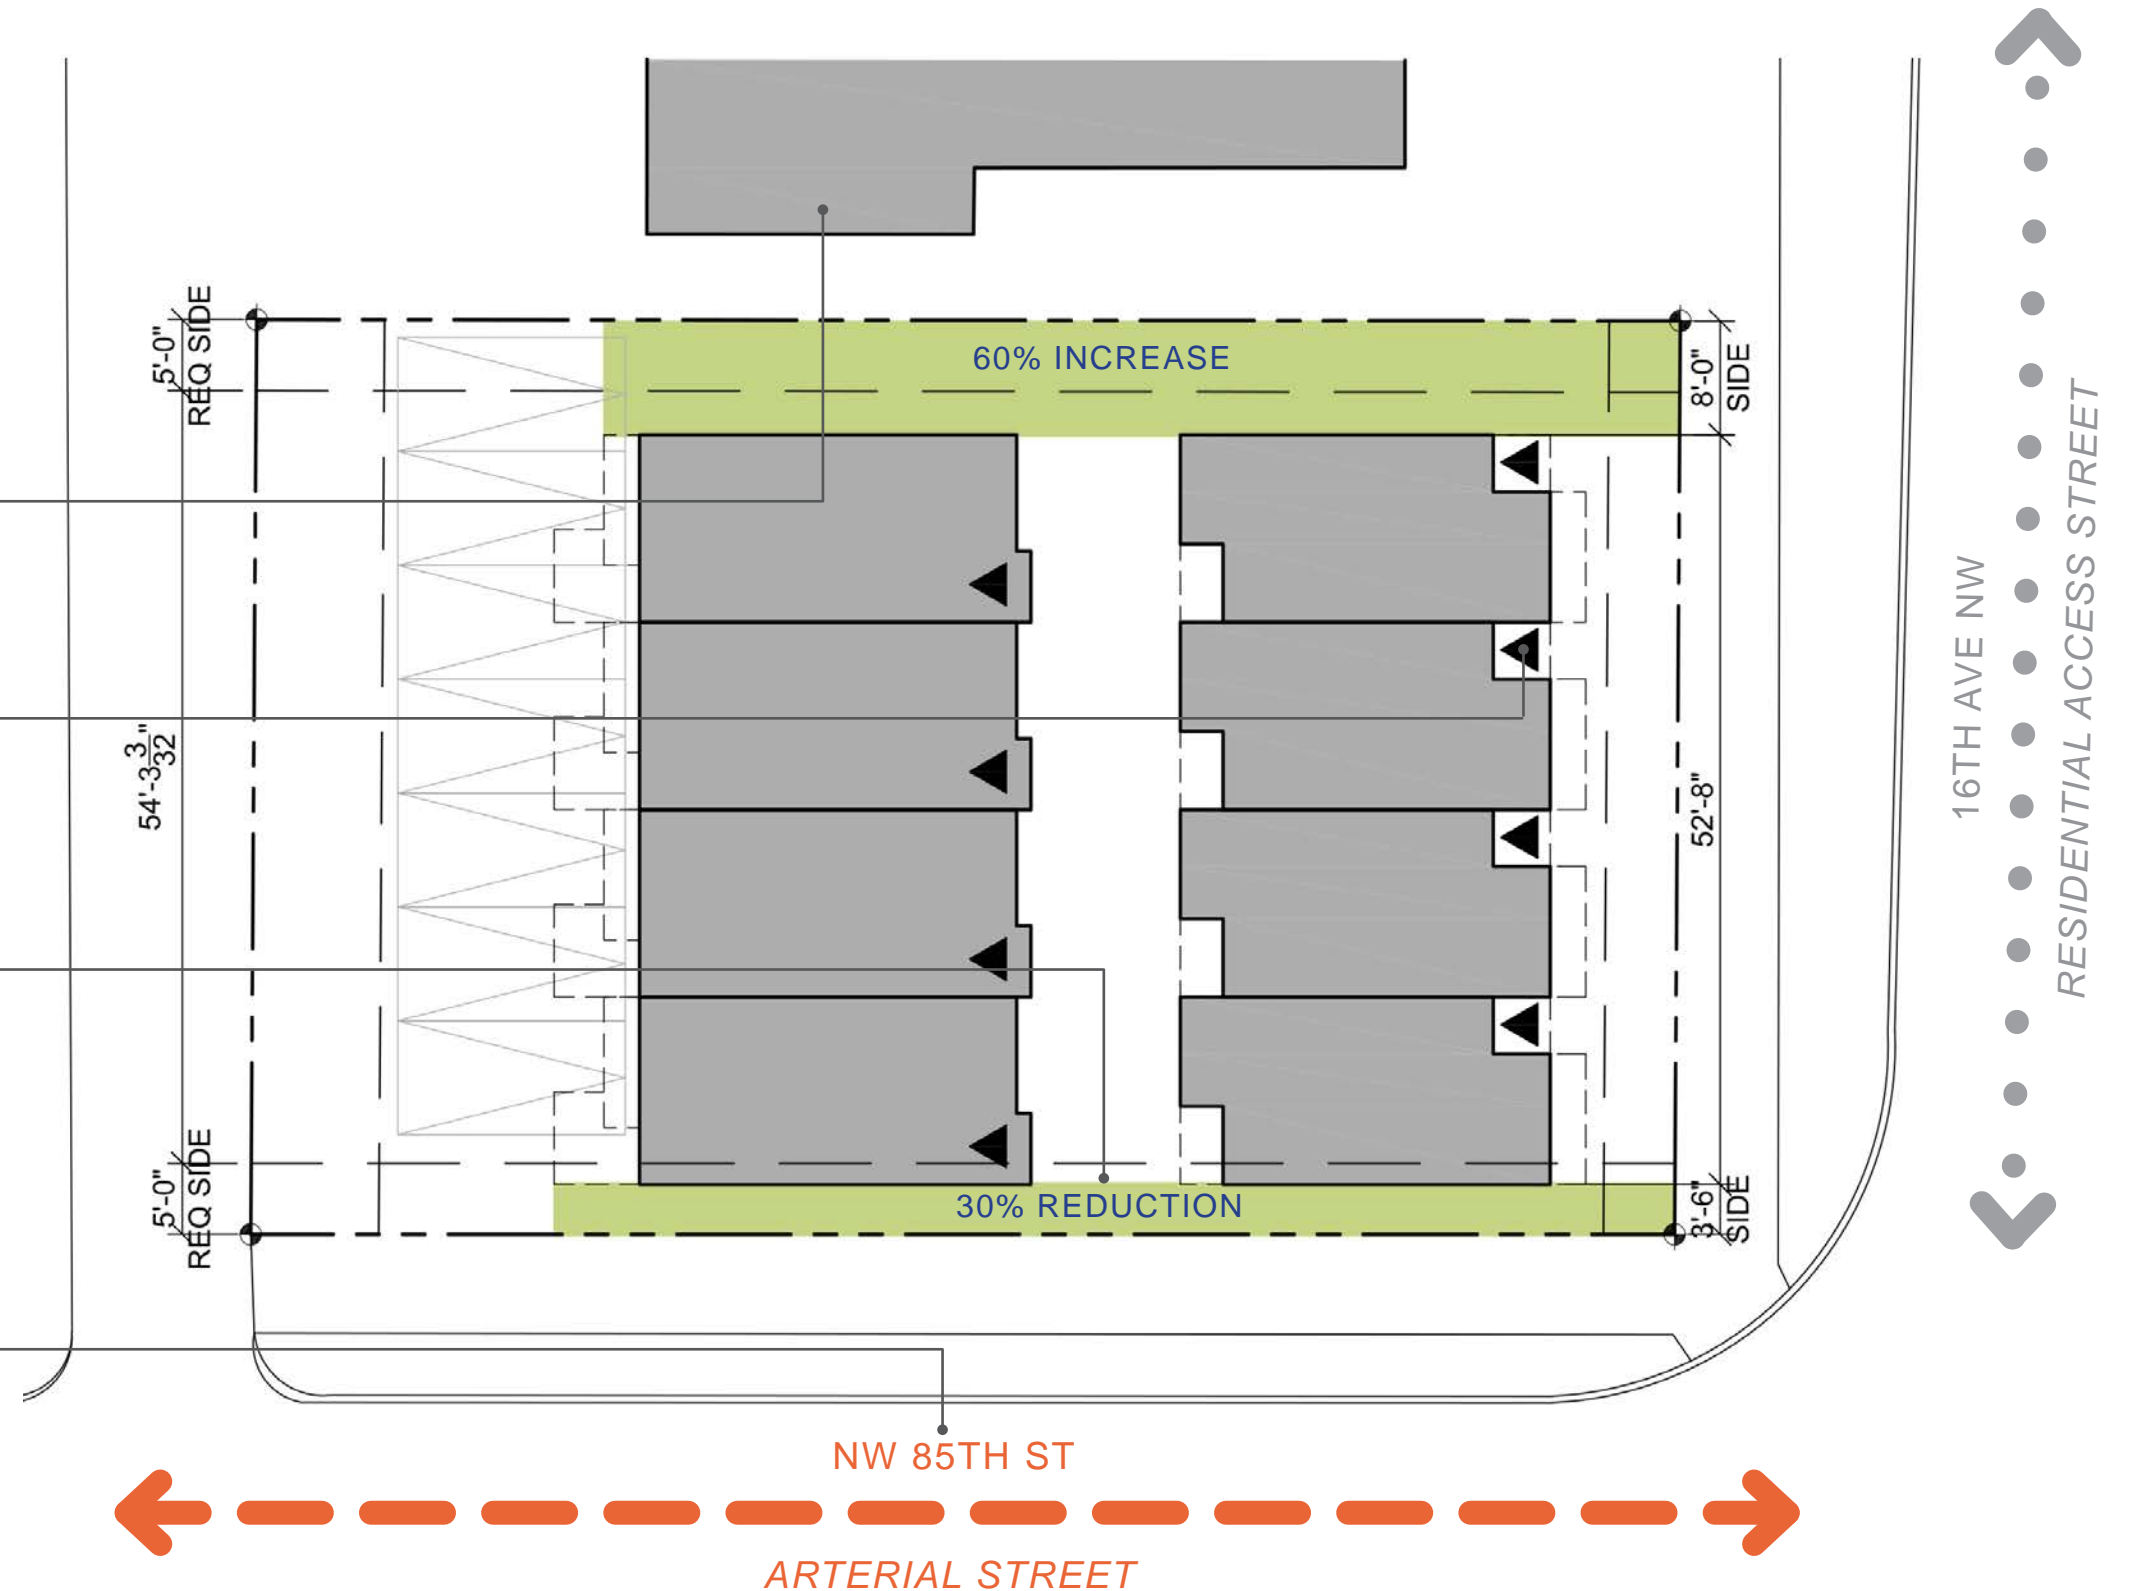 5'-0"
REQ SIDE
60% INCREASE
8'-0"
SIDE
54'-3 3/32"
52'-8"
16TH AVE NW
RESIDENTIAL ACCESS STREET
5'-0"
REQ SIDE
30% REDUCTION
3'-6"
SIDE
NW 85TH ST
ARTERIAL STREET